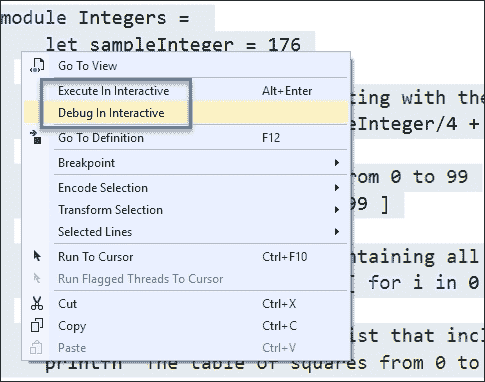 module Integers =
let sampleInteger = 176
Go To View
Execute In Interactive Alt+Enter
ting with the
Debug In Interactive
eInteger/4 +
Go To Definition F12
Breakpoint
rom 0 to 99
Encode Selection
99 ]
Transform Selection
Selected Lines
ntaining all
Run To Cursor Ctrl+F10
[ for i in 0
Run Flagged Threads To Cursor
Cut Ctrl+X
Copy Ctrl+C
ist that incl
Paste Ctrl+V
printfn "The table of squares from 0 to